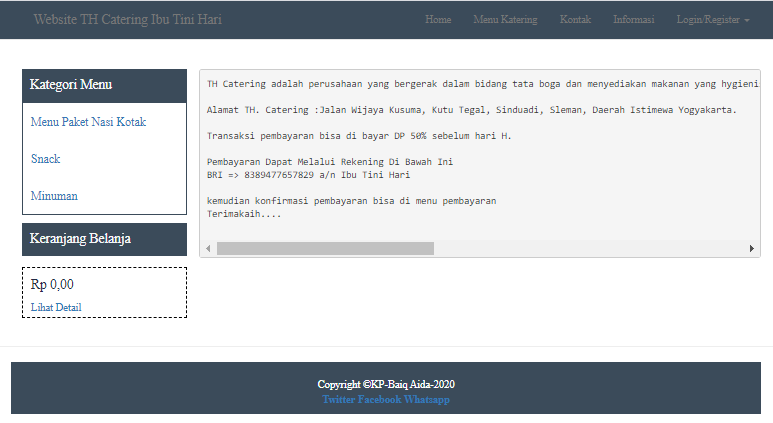 Website TH Catering Ibu Tini Hari
Home Menu Katering Kontak Informasi Login/Register
Kategori Menu
Menu Paket Nasi Kotak
Snack
Minuman
Keranjang Belanja
Rp 0,00
Lihat Detail
TH Catering adalah perusahaan yang bergerak dalam bidang tata boga dan menyediakan makanan yang hygieni
Alamat TH. Catering :Jalan Wijaya Kusuma, Kutu Tegal, Sinduadi, Sleman, Daerah Istimewa Yogyakarta.
Transaksi pembayaran bisa di bayar DP 50% sebelum hari H.
Pembayaran Dapat Melalui Rekening Di Bawah Ini
BRI => 8389477657829 a/n Ibu Tini Hari
kemudian konfirmasi pembayaran bisa di menu pembayaran
Terimakaih....
Copyright ©KP-Baiq Aida-2020
Twitter Facebook Whatsapp